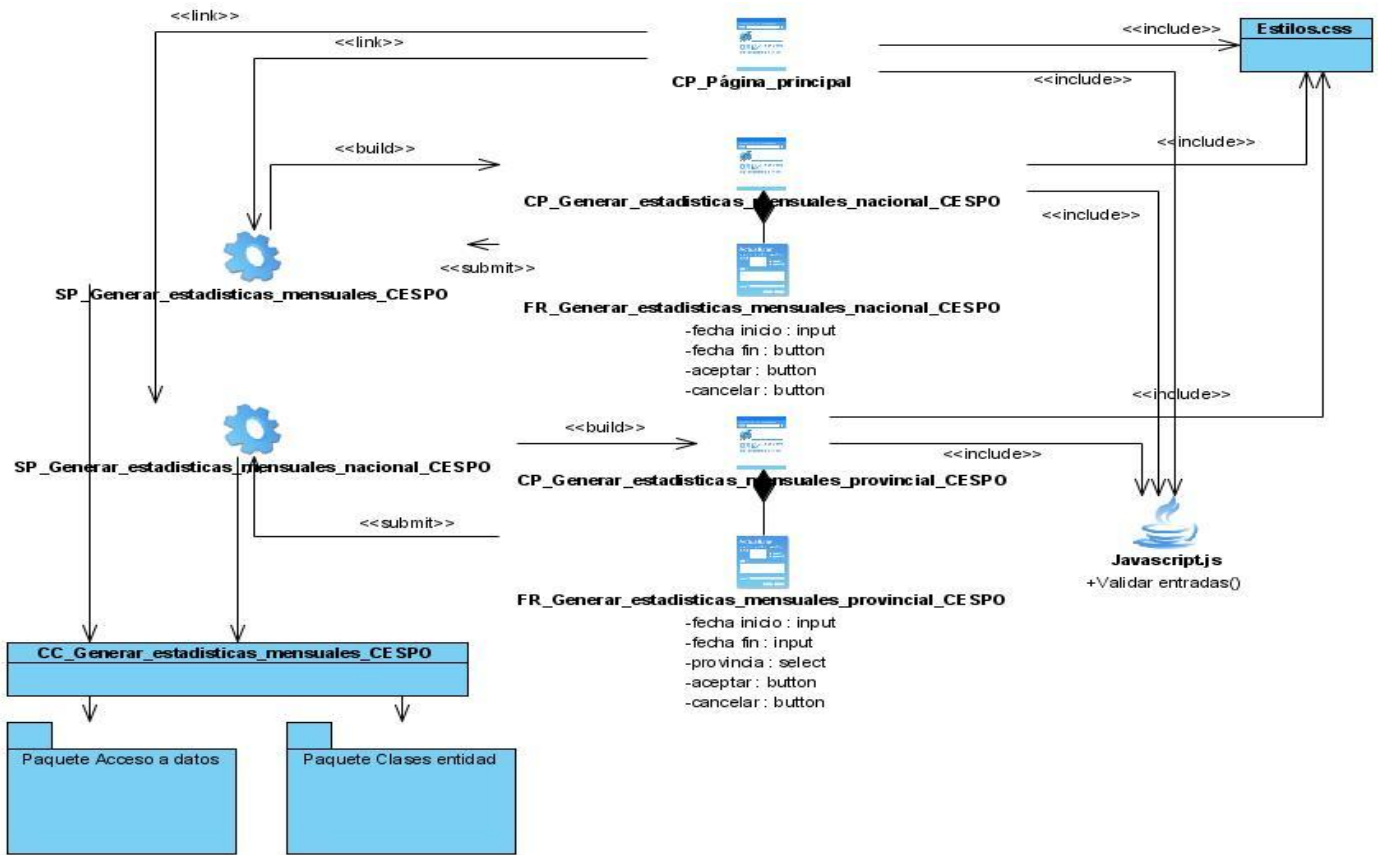 <<link>>
<<link>>
<<include>>
Estilos.css
CP_Página_principal
<<include>>
<<build>>
<<include>>
CP_Generar_estadisticas_mensuales_nacional_CESPO
<<include>>
<<submit>>
SP_Generar_estadisticas_mensuales_CESPO
FR_Generar_estadisticas_mensuales_nacional_CESPO
-fecha inicio : input
-fecha fin : button
-aceptar : button
-cancelar : button
<<include>>
<<build>>
<<include>>
SP_Generar_estadisticas_mensuales_nacional_CESPO
CP_Generar_estadisticas_mensuales_provincial_CESPO
<<submit>>
Javascript.js
+Validar entradas()
FR_Generar_estadisticas_mensuales_provincial_CESPO
-fecha inicio : input
-fecha fin : input
-provincia : select
-aceptar : button
-cancelar : button
CC_Generar_estadisticas_mensuales_CESPO
Paquete Acceso a datos
Paquete Clases entidad